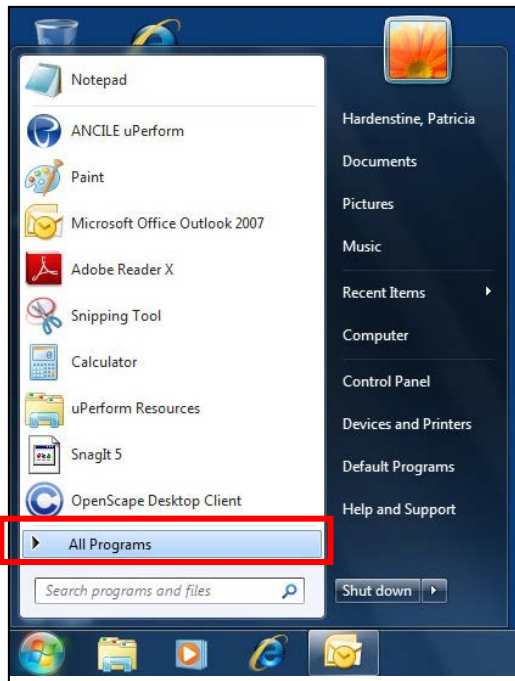 Notepad
ANCILE uPerform
Paint
Microsoft Office Outlook 2007
Adobe Reader X
Snipping Tool
Calculator
uPerform Resources
SnagIt 5
OpenScape Desktop Client
All Programs
Search programs and files
Hardenstine, Patricia
Documents
Pictures
Music
Recent Items
Computer
Control Panel
Devices and Printers
Default Programs
Help and Support
Shut down